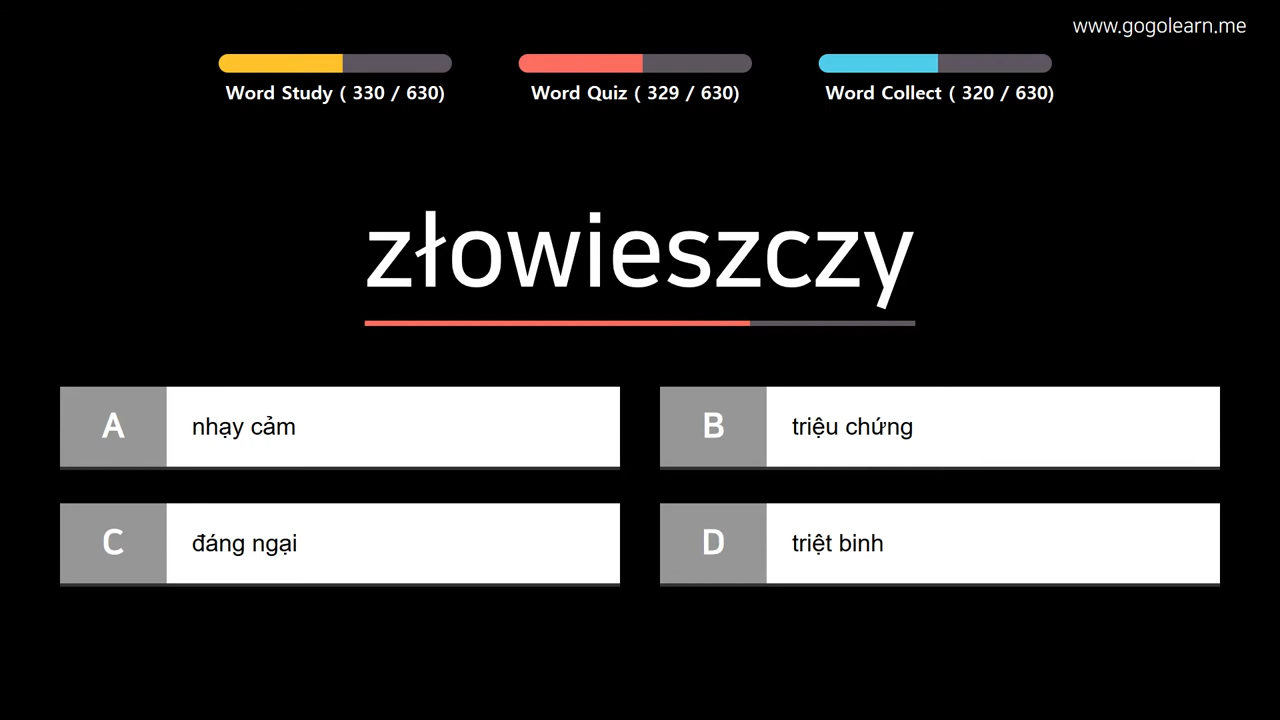 www.gogolearn.me
Word Study ( 330 / 630)
Word Quiz ( 329 / 630)
Word Collect ( 320 / 630)
złowieszczy
A nhạy cảm
B triệu chứng
C đáng ngại
D triệt binh